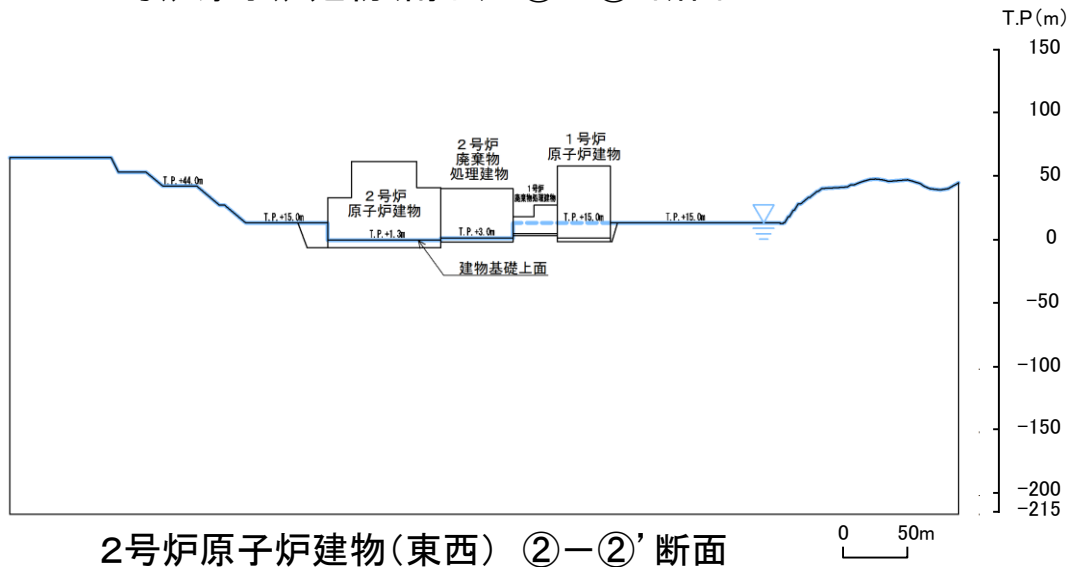 T.P(m)
150
100
50
0
-50
-100
-150
-200
-215
2号炉
廃棄物
処理建物
1号炉
原子炉建物
1号炉
廃棄物処理建物
2号炉
原子炉建物
T.P.+44.0m
T.P.+15.0m
T.P.+1.3m
T.P.+3.0m
T.P.+15.0m
T.P.+15.0m
建物基礎上面
0 50m
2号炉原子炉建物(東西) ②-②'断面